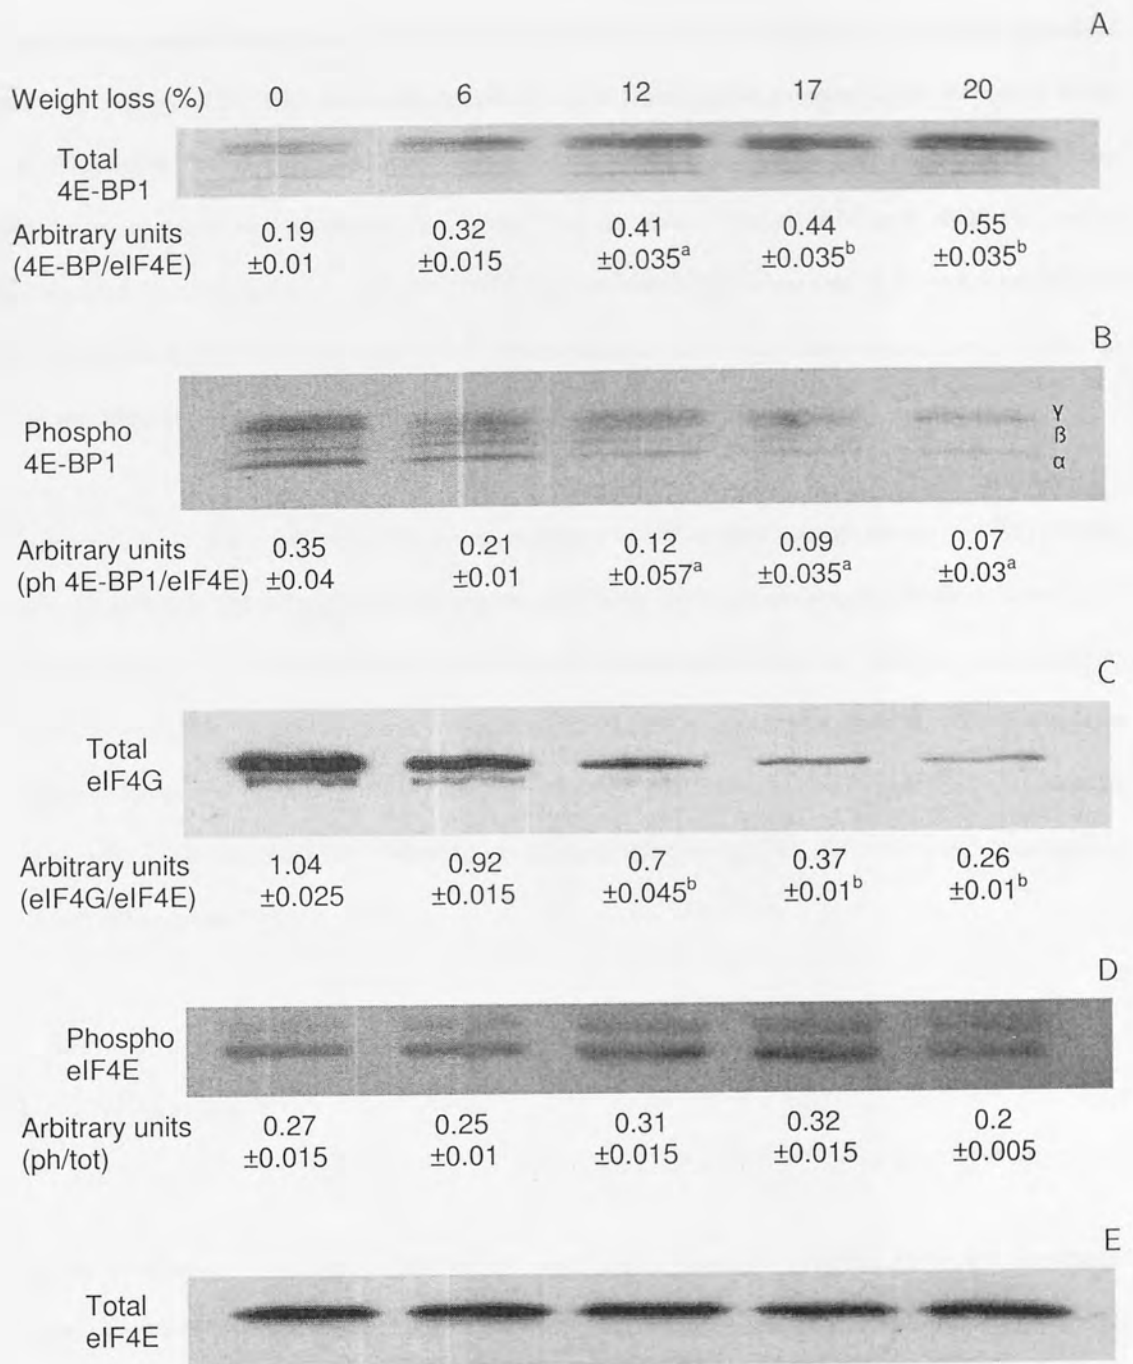 A
Weight loss (%) 0 6 12 17 20
Total
4E-BP1
Arbitrary units 0.19 0.32 0.41 0.44 0.55
(4E-BP/eIF4E) ±0.01 ±0.015 ±0.035ᵃ ±0.035ᵇ ±0.035ᵇ
B
Phospho
4E-BP1
γ
ß
α
Arbitrary units 0.35 0.21 0.12 0.09 0.07
(ph 4E-BP1/eIF4E) ±0.04 ±0.01 ±0.057ᵃ ±0.035ᵃ ±0.03ᵃ
C
Total
eIF4G
Arbitrary units 1.04 0.92 0.7 0.37 0.26
(eIF4G/eIF4E) ±0.025 ±0.015 ±0.045ᵇ ±0.01ᵇ ±0.01ᵇ
D
Phospho
eIF4E
Arbitrary units 0.27 0.25 0.31 0.32 0.2
(ph/tot) ±0.015 ±0.01 ±0.015 ±0.015 ±0.005
E
Total
eIF4E